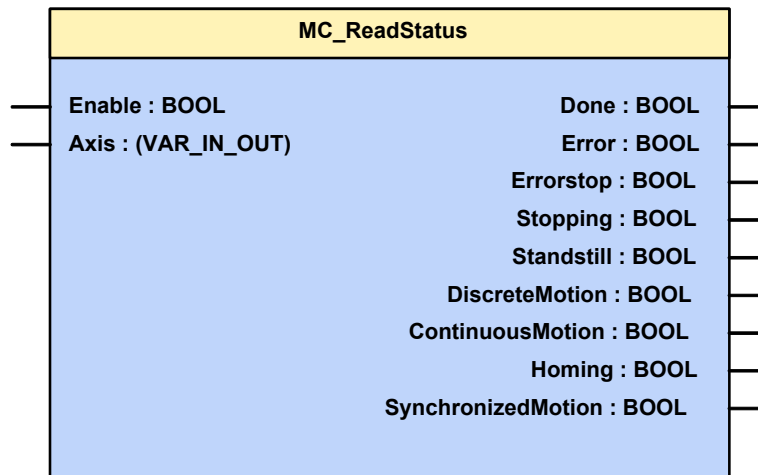 MC_ReadStatus
Enable : BOOL Done : BOOL
Axis : (VAR_IN_OUT) Error : BOOL
Errorstop : BOOL
Stopping : BOOL
Standstill : BOOL
DiscreteMotion : BOOL
ContinuousMotion : BOOL
Homing : BOOL
SynchronizedMotion : BOOL